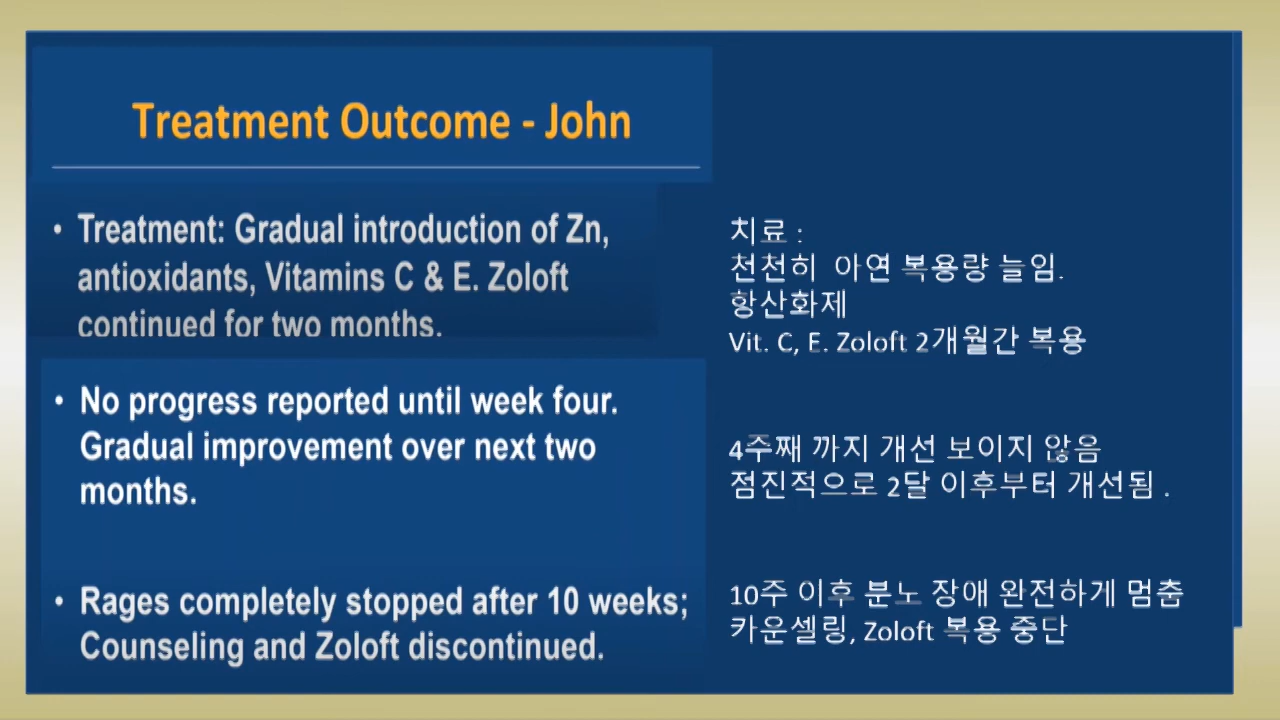 Treatment Outcome - John
• Treatment: Gradual introduction of Zn,
antioxidants, Vitamins C & E. Zoloft
continued for two months.
• No progress reported until week four.
Gradual improvement over next two
months.
• Rages completely stopped after 10 weeks;
Counseling and Zoloft discontinued.
치료 :
천천히 아연 복용량 늘임.
항산화제
Vit. C, E. Zoloft 2개월간 복용
4주째 까지 개선 보이지 않음
점진적으로 2달 이후부터 개선됨 .
10주 이후 분노 장애 완전하게 멈춤
카운셀링, Zoloft 복용 중단